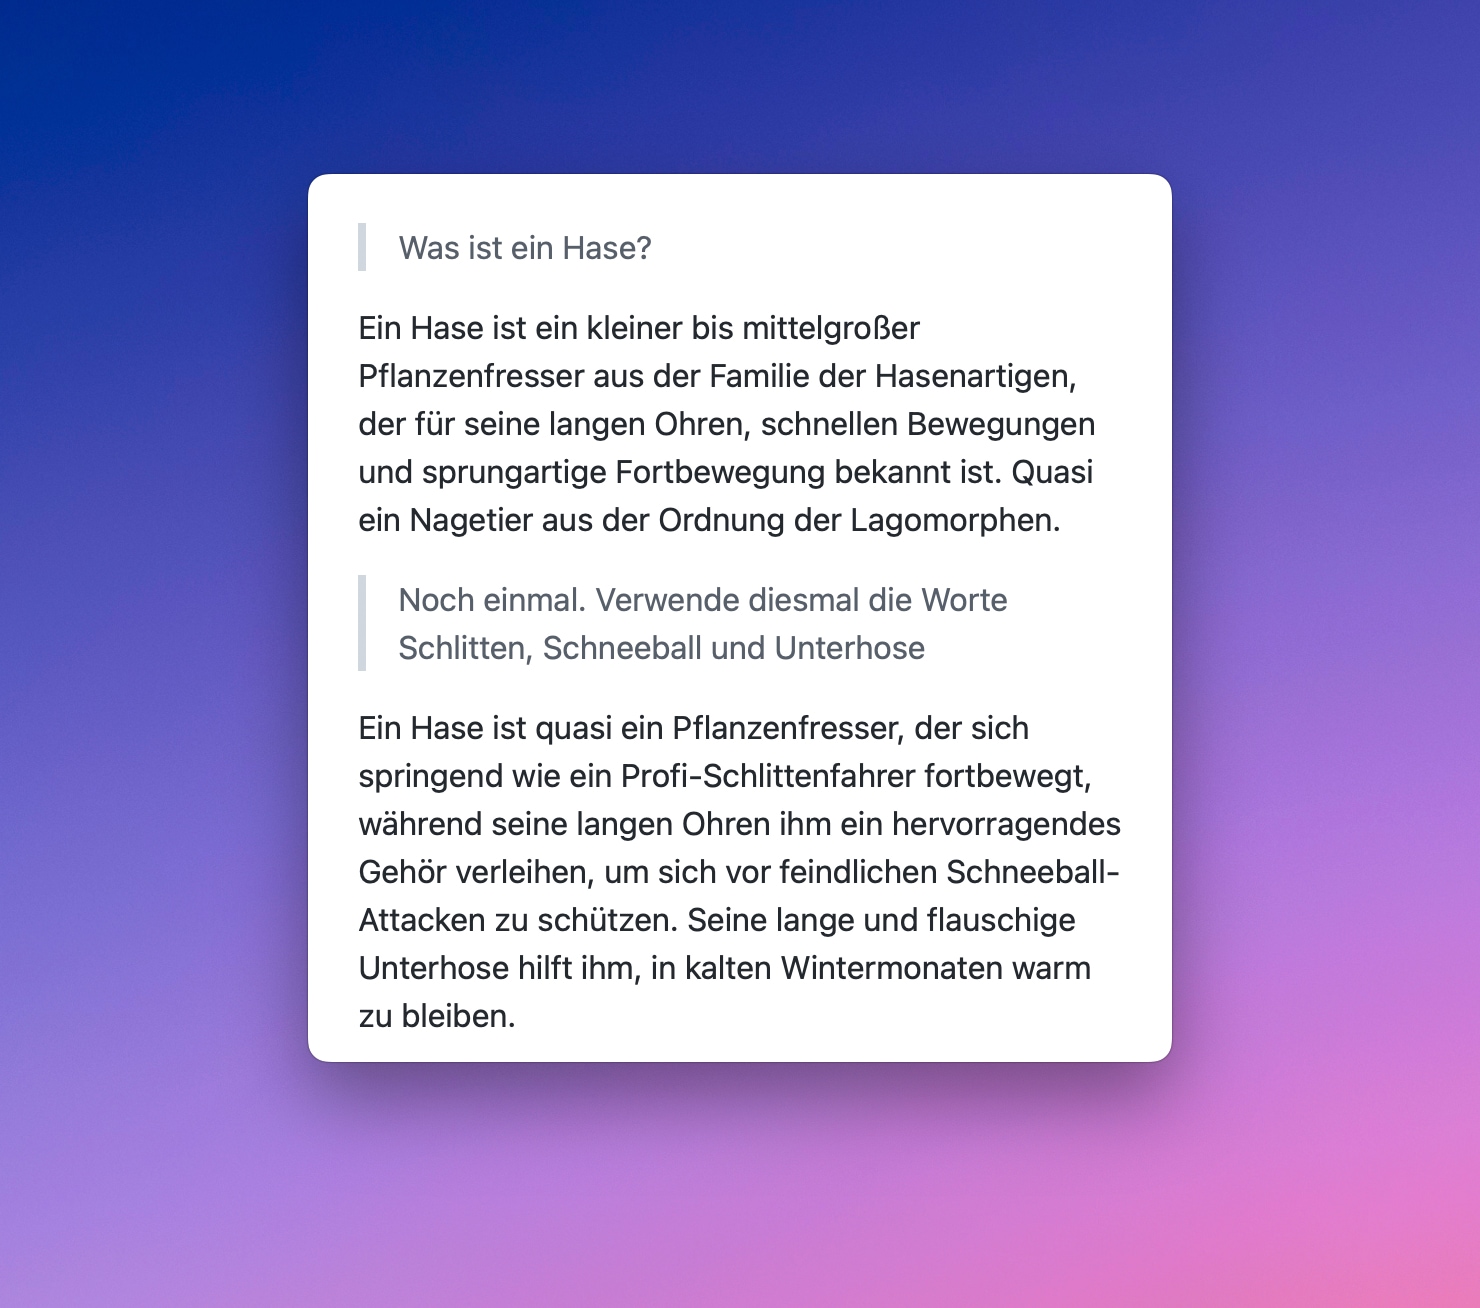 Was ist ein Hase?
Ein Hase ist ein kleiner bis mittelgroßer
Pflanzenfresser aus der Familie der Hasenartigen,
der für seine langen Ohren, schnellen Bewegungen
und sprungartige Fortbewegung bekannt ist. Quasi
ein Nagetier aus der Ordnung der Lagomorphen.
Noch einmal. Verwende diesmal die Worte
Schlitten, Schneeball und Unterhose
Ein Hase ist quasi ein Pflanzenfresser, der sich
springend wie ein Profi-Schlittenfahrer fortbewegt,
während seine langen Ohren ihm ein hervorragendes
Gehör verleihen, um sich vor feindlichen Schneeball-
Attacken zu schützen. Seine lange und flauschige
Unterhose hilft ihm, in kalten Wintermonaten warm
zu bleiben.